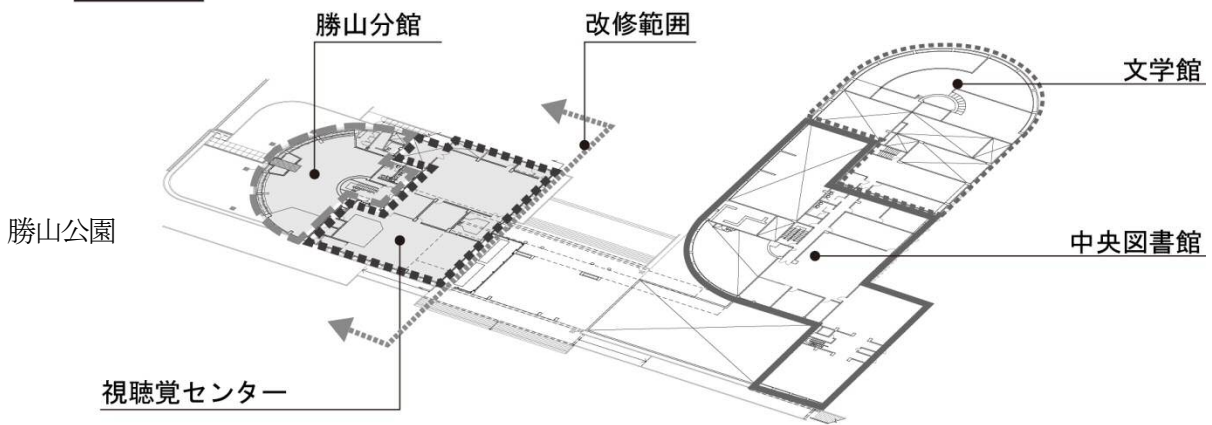 勝山分館
改修範囲
文学館
勝山公園
中央図書館
視聴覚センター